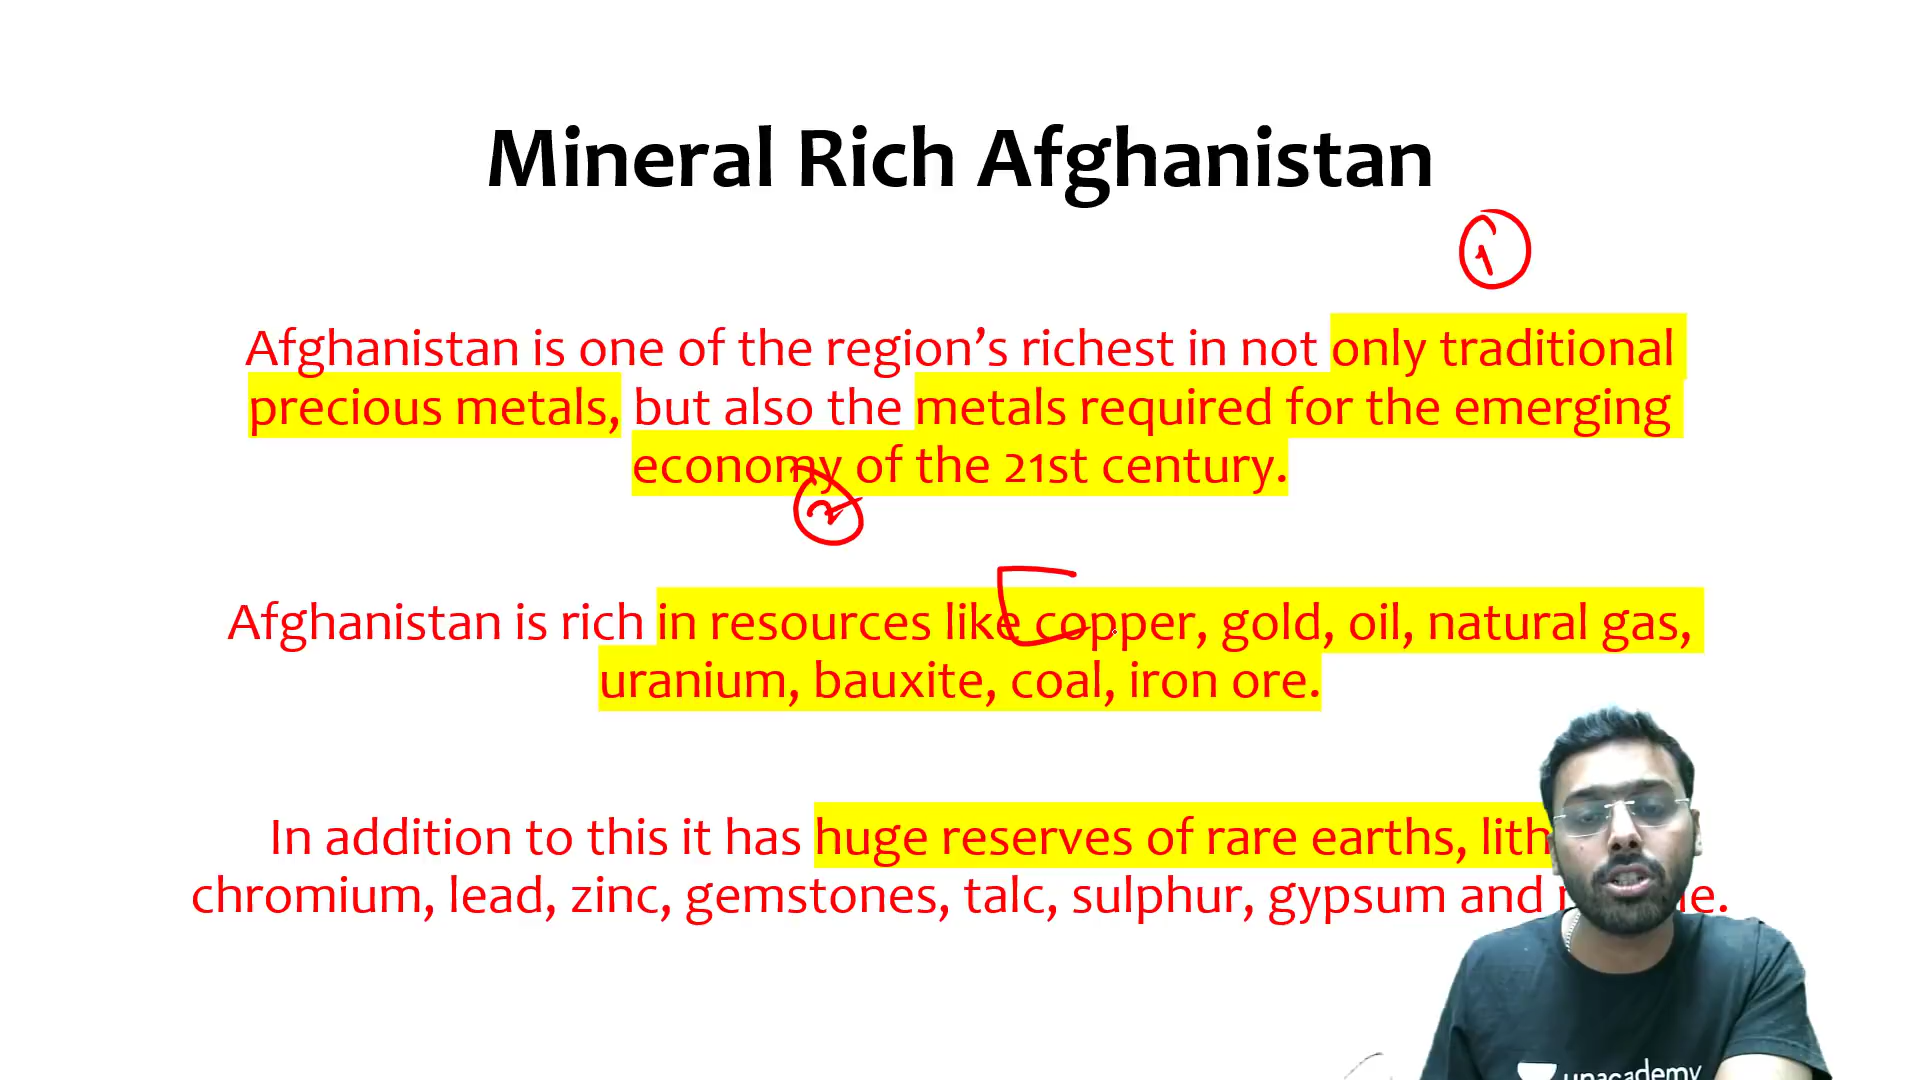 Mineral Rich Afghanistan
1
Afghanistan is one of the region’s richest in not only traditional
precious metals, but also the metals required for the emerging
economy of the 21st century.
2
Afghanistan is rich in resources like copper, gold, oil, natural gas,
uranium, bauxite, coal, iron ore.
In addition to this it has huge reserves of rare earths,
chromium, lead, zinc, gemstones, talc, sulphur, gypsum and
unacademy